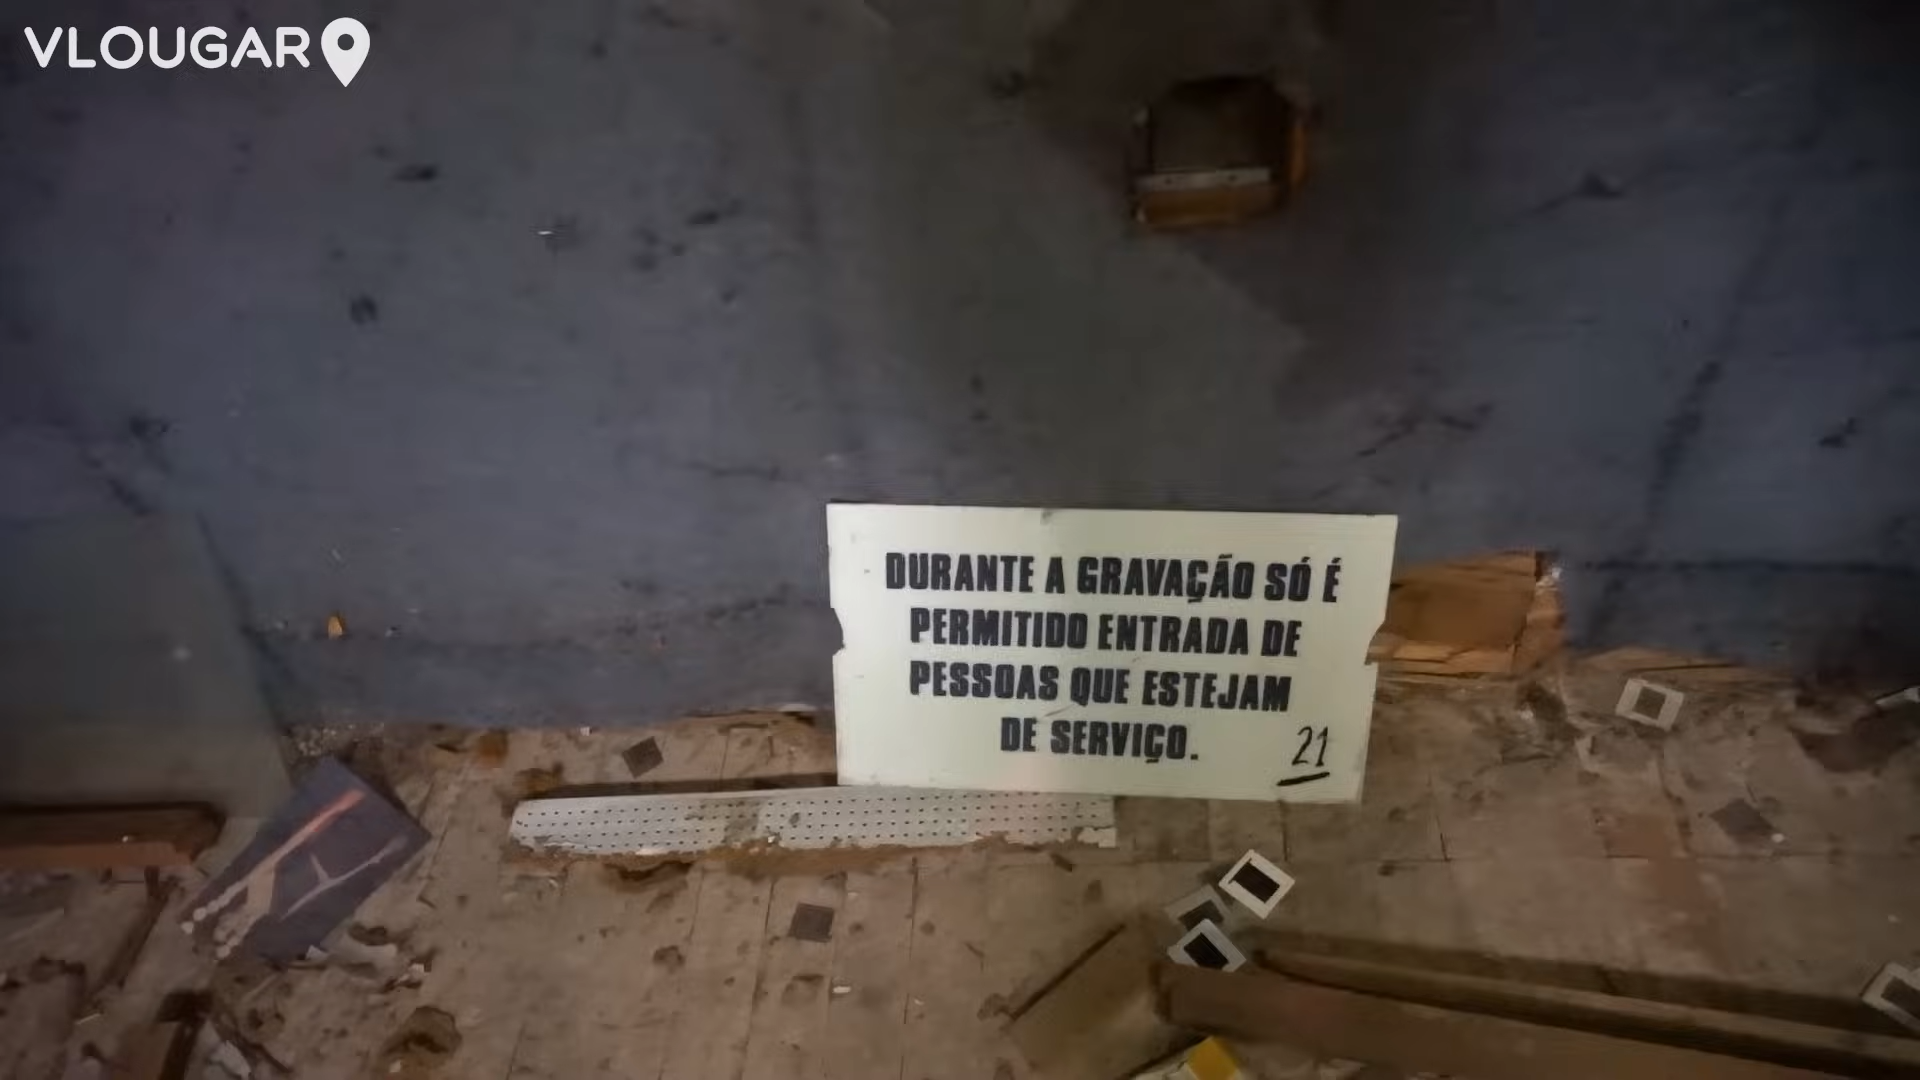 VLOUGAR
DURANTE A GRAVAÇÃO SÓ É
PERMITIDO ENTRADA DE
PESSOAS QUE ESTEJAM
DE SERVIÇO.
21